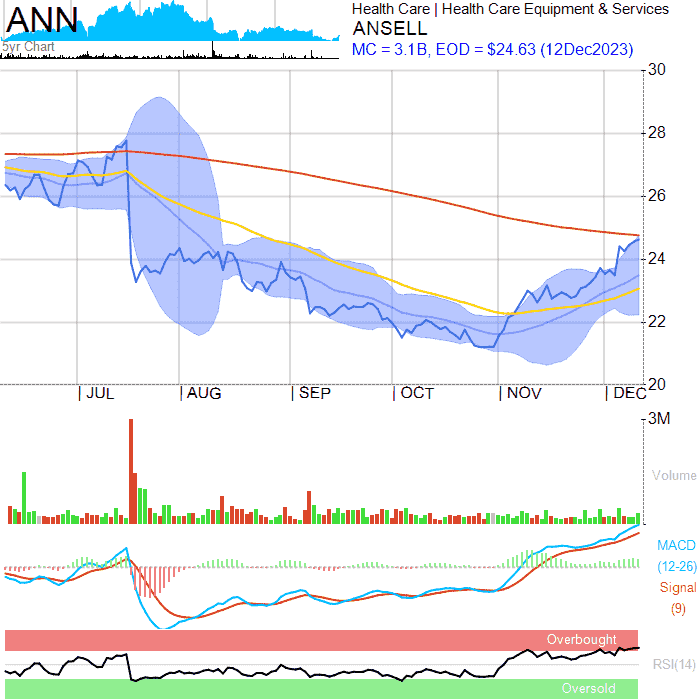 ANN
5yr Chart
Health Care | Health Care Equipment & Services
ANSELL
MC = 3.1B, EOD = $24.63 (12Dec2023)
30
28
26
24
22
20
| JUL | AUG | SEP | OCT | NOV | DEC
3M
Volume
MACD
(12-26)
Signal
(9)
Overbought
RSI(14)
Oversold